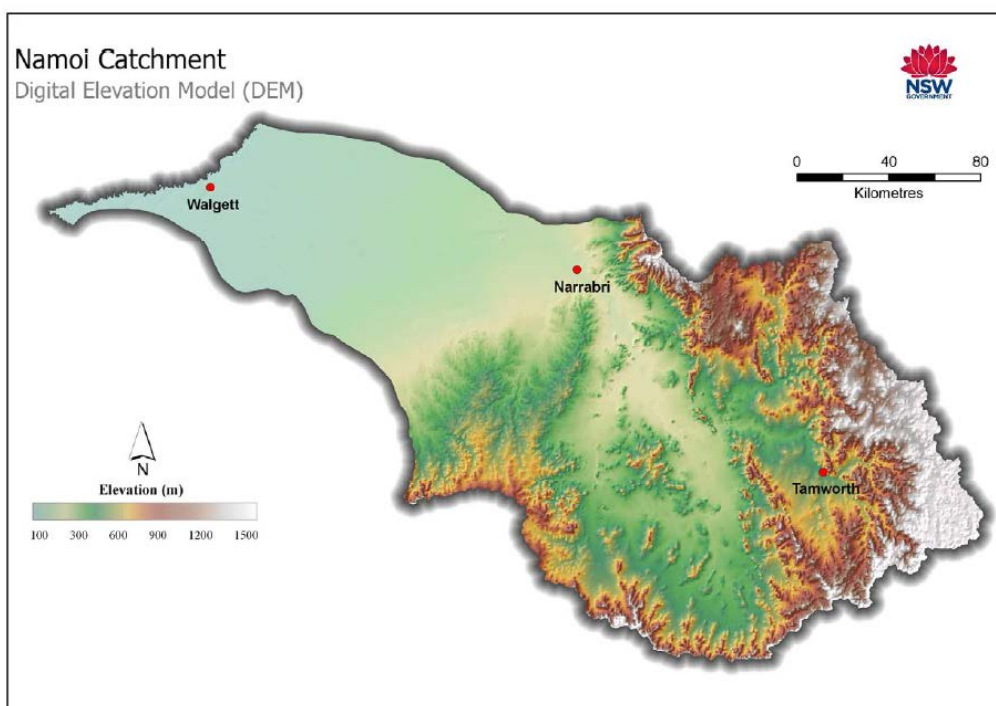 Namoi Catchment
Digital Elevation Model (DEM)
NSW
GOVERNMENT
0 40 80
Kilometres
Walgett
Narrabri
Tamworth
N
Elevation (m)
100 300 600 900 1200 1500